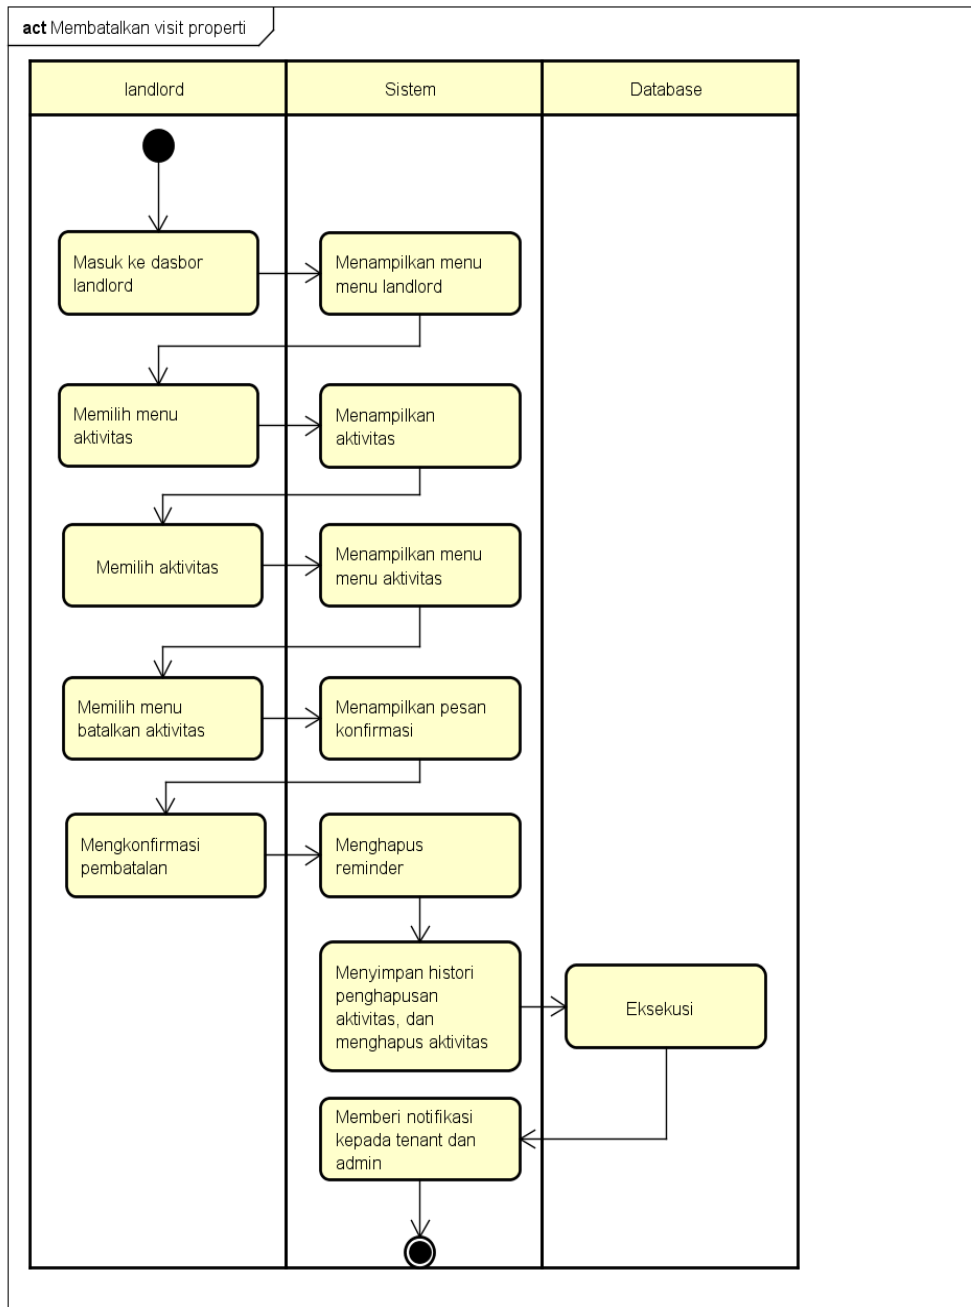 act Membatalkan visit properti
landlord
Sistem
Database
Masuk ke dasbor
landlord
Menampilkan menu
menu landlord
Memilih menu
aktivitas
Menampilkan
aktivitas
Memilih aktivitas
Menampilkan menu
menu aktivitas
Memilih menu
batalkan aktivitas
Menampilkan pesan
konfirmasi
Mengkonfirmasi
pembatalan
Menghapus
reminder
Menyimpan histori
penghapusan
aktivitas, dan
menghapus aktivitas
Eksekusi
Memberi notifikasi
kepada tenant dan
admin